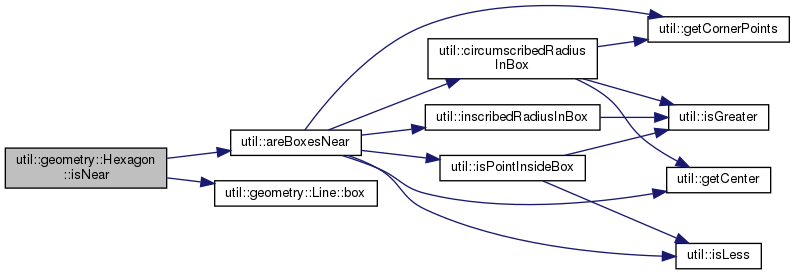 util::getCornerPoints
util::circumscribedRadius
InBox
util::inscribedRadiusInBox
util::isGreater
util::areBoxesNear
util::geometry::Hexagon
::isNear
util::isPointInsideBox
util::getCenter
util::geometry::Line::box
util::isLess